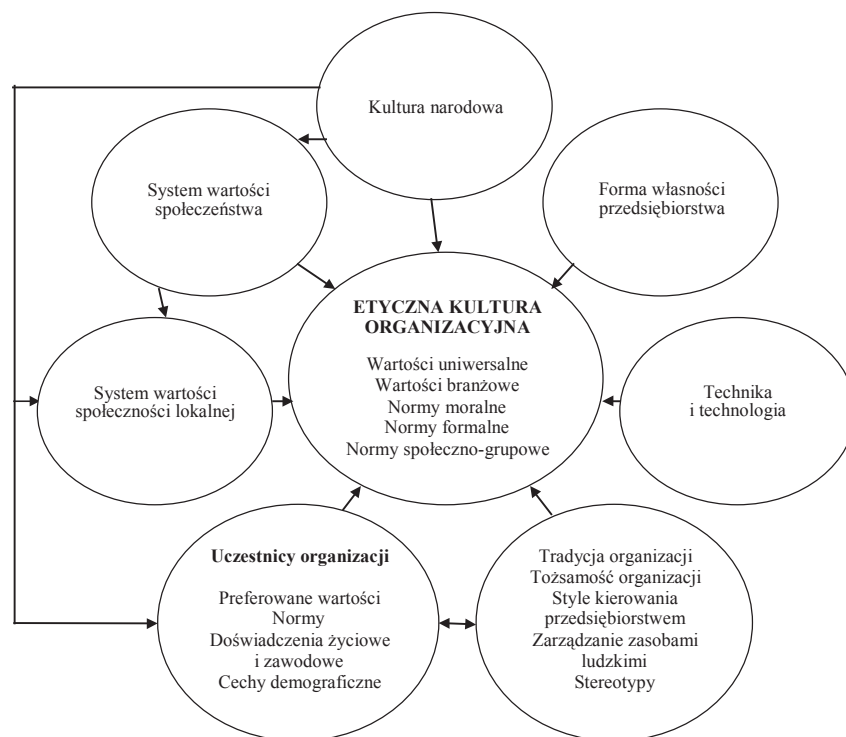 Kultura narodowa
System wartości
społeczeństwa
Forma własności
przedsiębiorstwa
ETYCZNA KULTURA
ORGANIZACYJNA
Wartości uniwersalne
Wartości branżowe
Normy moralne
Normy formalne
Normy społeczno-grupowe
System wartości
społeczności lokalnej
Technika
i technologia
Uczestnicy organizacji
Preferowane wartości
Normy
Doświadczenia życiowe
i zawodowe
Cechy demograficzne
Tradycja organizacji
Tożsamość organizacji
Style kierowania
przedsiębiorstwem
Zarządzanie zasobami
ludzkimi
Stereotypy